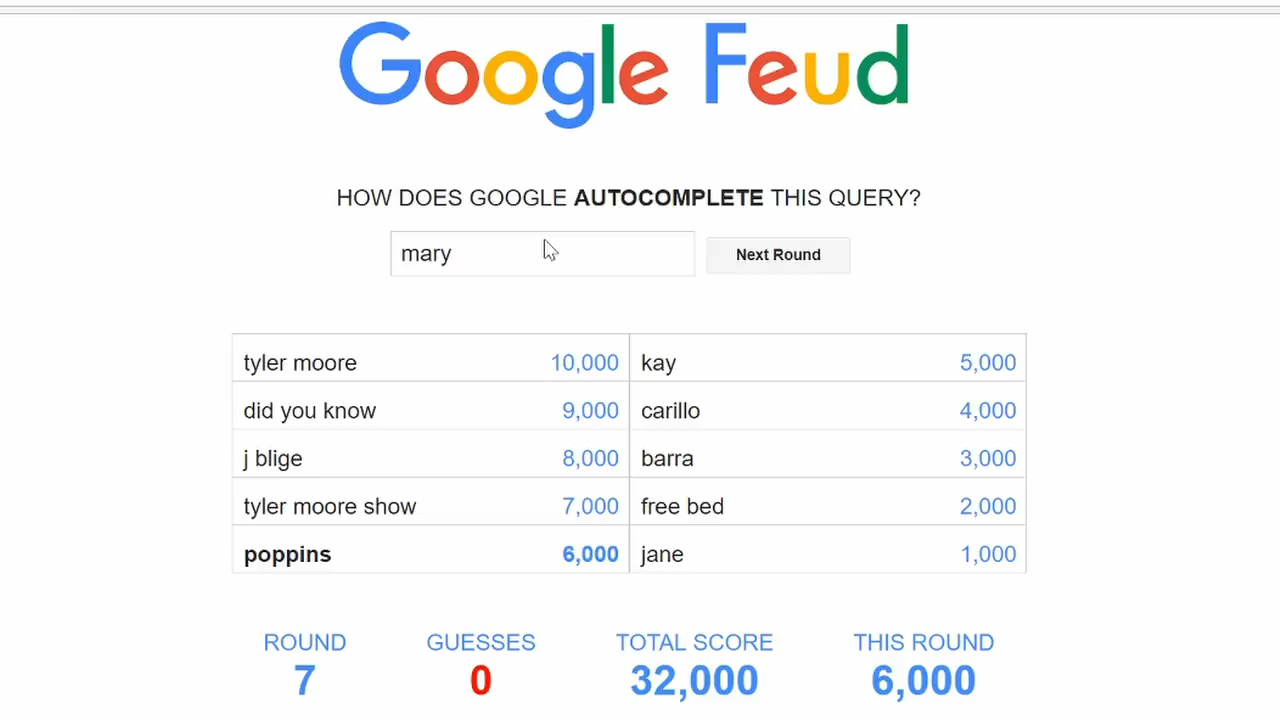 Google Feud
HOW DOES GOOGLE AUTOCOMPLETE THIS QUERY?
mary
Next Round
tyler moore 10,000 kay 5,000
did you know 9,000 carillo 4,000
j blige 8,000 barra 3,000
tyler moore show 7,000 free bed 2,000
poppins 6,000 jane 1,000
ROUND GUESSES TOTAL SCORE THIS ROUND
7 0 32,000 6,000